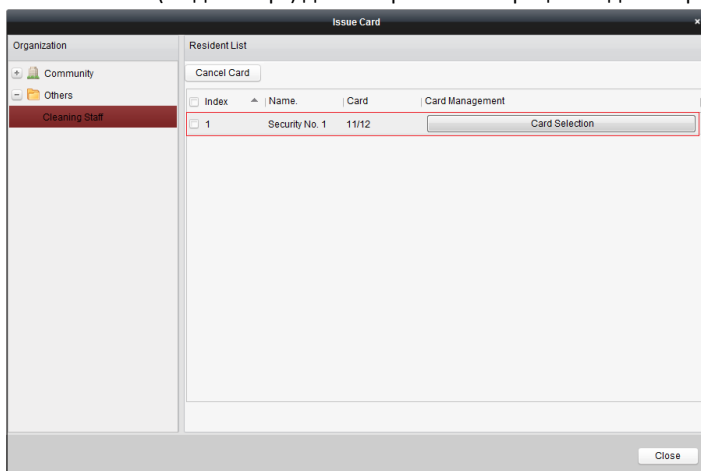 Issue Card ×
Organization
Resident List
Community
Others
Cleaning Staff
Cancel Card
Index Name. Card Card Management
1 Security No. 1 11/12 Card Selection
Close